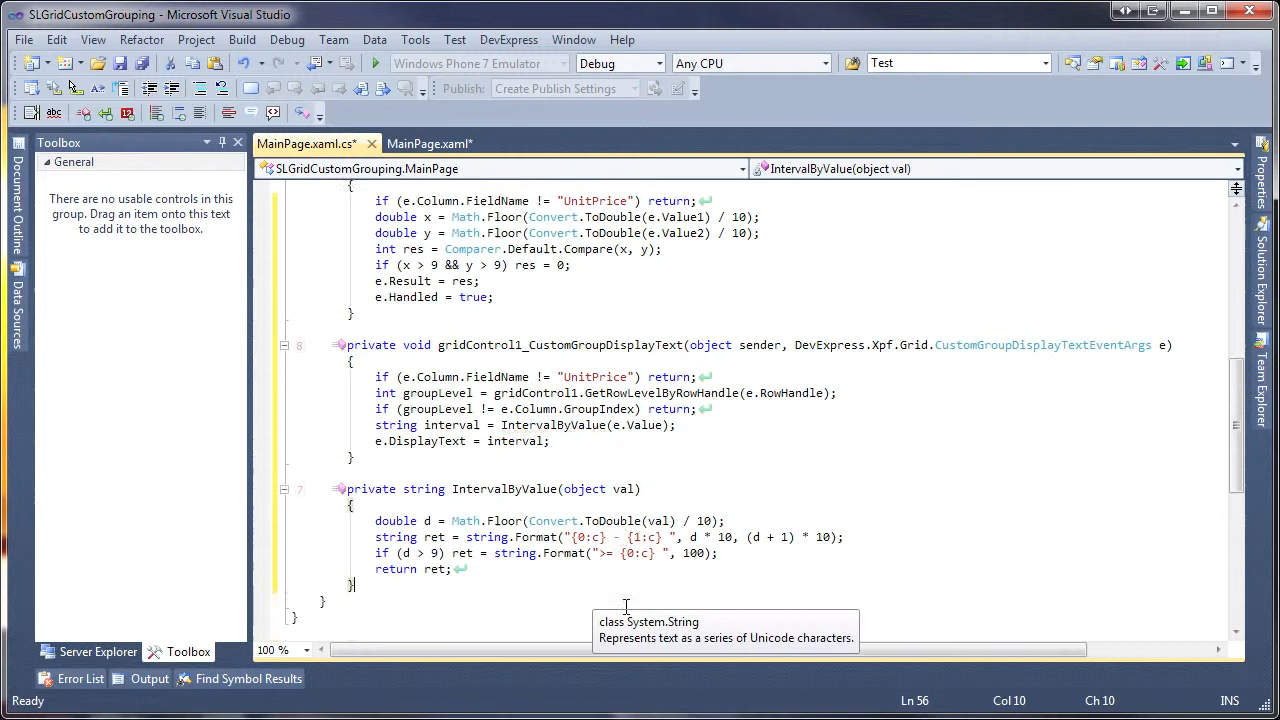 SLGridCustomGrouping - Microsoft Visual Studio
File Edit View Refactor Project Build Debug Team Data Tools Test DevExpress Window Help
Windows Phone 7 Emulator Debug Any CPU Test
Publish: Create Publish Settings
Toolbox
General
There are no usable controls in this
group. Drag an item onto this text
to add it to the toolbox.
Document Outline
Data Sources
MainPage.xaml.cs* MainPage.xaml*
SLGridCustomGrouping.MainPage IntervalByValue(object val)
{
if (e.Column.FieldName != "UnitPrice") return;
double x = Math.Floor(Convert.ToDouble(e.Value1) / 10);
double y = Math.Floor(Convert.ToDouble(e.Value2) / 10);
int res = Comparer.Default.Compare(x, y);
if (x > 9 && y > 9) res = 0;
e.Result = res;
e.Handled = true;
}
8 private void gridControl1_CustomGroupDisplayText(object sender, DevExpress.Xpf.Grid.CustomGroupDisplayTextEventArgs e)
{
if (e.Column.FieldName != "UnitPrice") return;
int groupLevel = gridControl1.GetRowLevelByRowHandle(e.RowHandle);
if (groupLevel != e.Column.GroupIndex) return;
string interval = IntervalByValue(e.Value);
e.DisplayText = interval;
}
7 private string IntervalByValue(object val)
{
double d = Math.Floor(Convert.ToDouble(val) / 10);
string ret = string.Format("{0:c} - {1:c} ", d * 10, (d + 1) * 10);
if (d > 9) ret = string.Format(">= {0:c} ", 100);
return ret;
}
}
}
class System.String
Represents text as a series of Unicode characters.
100 %
Properties
Solution Explorer
Team Explorer
Server Explorer Toolbox
Error List Output Find Symbol Results
Ready Ln 56 Col 10 Ch 10 INS